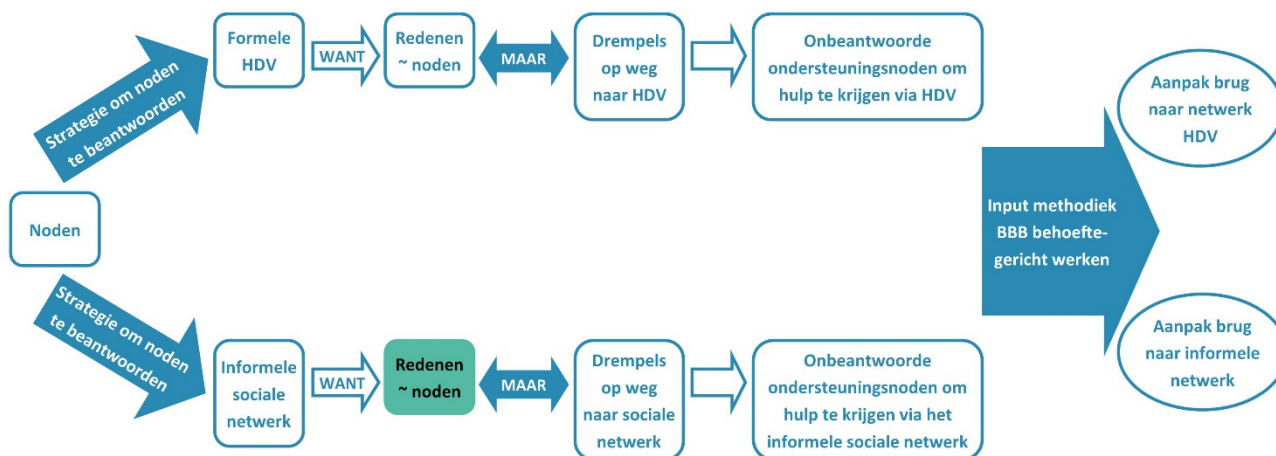 Strategie om noden
te beantwoorden
Formele
HDV
WANT
Redenen
~ noden
MAAR
Drempels
op weg
naar HDV
Onbeantwoorde
ondersteuningsnoden om
hulp te krijgen via HDV
Aanpak brug
naar netwerk
HDV
Noden
Input methodiek
BBB behoefte-
gericht werken
Strategie om noden
te beantwoorden
Informele
sociale
netwerk
WANT
Redenen
~ noden
MAAR
Drempels
op weg
naar sociale
netwerk
Onbeantwoorde
ondersteuningsnoden om
hulp te krijgen via het
informele sociale netwerk
Aanpak brug
naar informele
netwerk